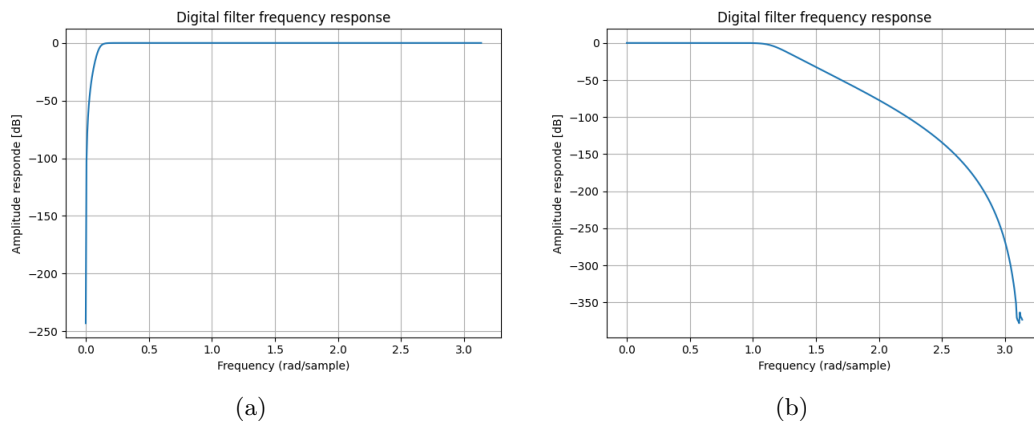 Digital filter frequency response
0
−50
−100
−150
−200
−250
Amplitude responde [dB]
0.0 0.5 1.0 1.5 2.0 2.5 3.0
Frequency (rad/sample)
(a)
Digital filter frequency response
0
−50
−100
−150
−200
−250
−300
−350
Amplitude responde [dB]
0.0 0.5 1.0 1.5 2.0 2.5 3.0
Frequency (rad/sample)
(b)